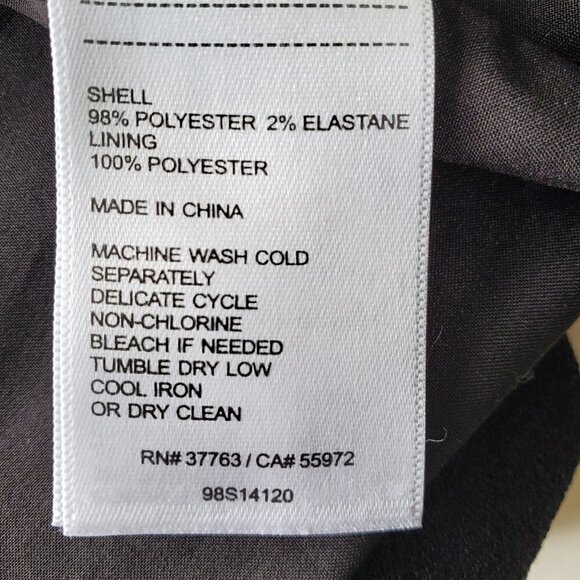 SHELL
98% POLYESTER 2% ELASTANE
LINING
100% POLYESTER
MADE IN CHINA
MACHINE WASH COLD
SEPARATELY
DELICATE CYCLE
NON-CHLORINE
BLEACH IF NEEDED
TUMBLE DRY LOW
COOL IRON
OR DRY CLEAN
RN# 37763 / CA# 55972
98S14120